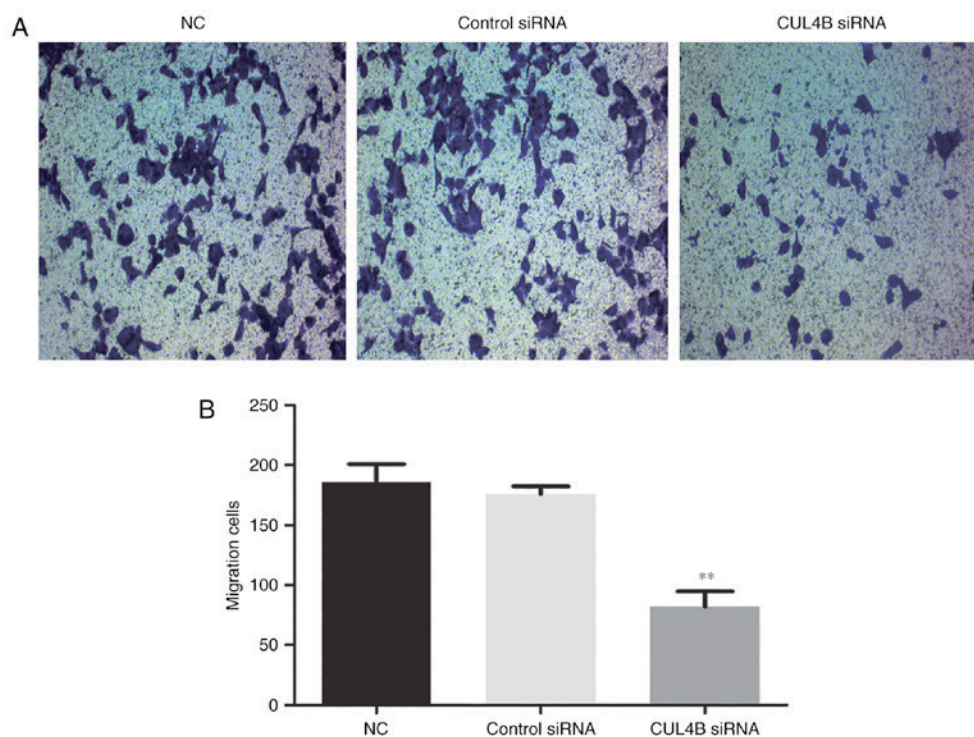 A
NC
Control siRNA
CUL4B siRNA
B
250
200
150
100
50
0
Migration cells
**
NC
Control siRNA
CUL4B siRNA